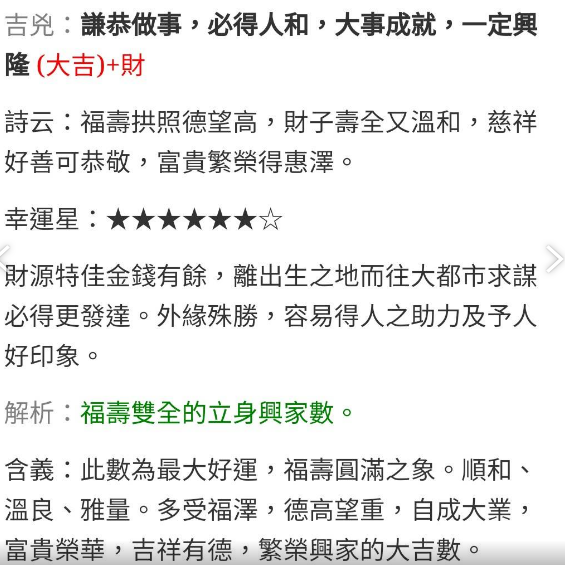 吉兇：謙恭做事，必得人和，大事成就，一定興
隆 (大吉)+財
詩云：福壽拱照德望高，財子壽全又溫和，慈祥
好善可恭敬，富貴繁榮得惠澤。
幸運星：★★★★★★☆
財源特佳金錢有餘，離出生之地而往大都市求謀
必得更發達。外緣殊勝，容易得人之助力及予人
好印象。
解析：福壽雙全的立身興家數。
含義：此數為最大好運，福壽圓滿之象。順和、
溫良、雅量。多受福澤，德高望重，自成大業，
富貴榮華，吉祥有德，繁榮興家的大吉數。